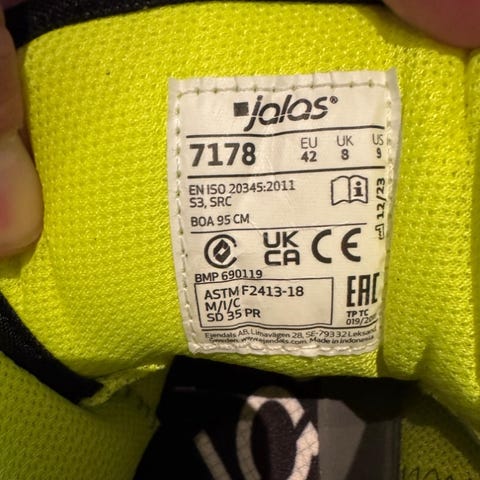 jalas®
7178 EU 42 UK 8 US 9
EN ISO 20345:2011
S3, SRC
BOA 95 CM
12/23
UK CA CE
BMP 690119
ASTM F2413-18
M/I/C
SD 35 PR
EAC
TP TC
Ejendals AB, Limavägen 28, SE-79332 Leksand,
Sweden, www.ejendals.com Made in Indonesia